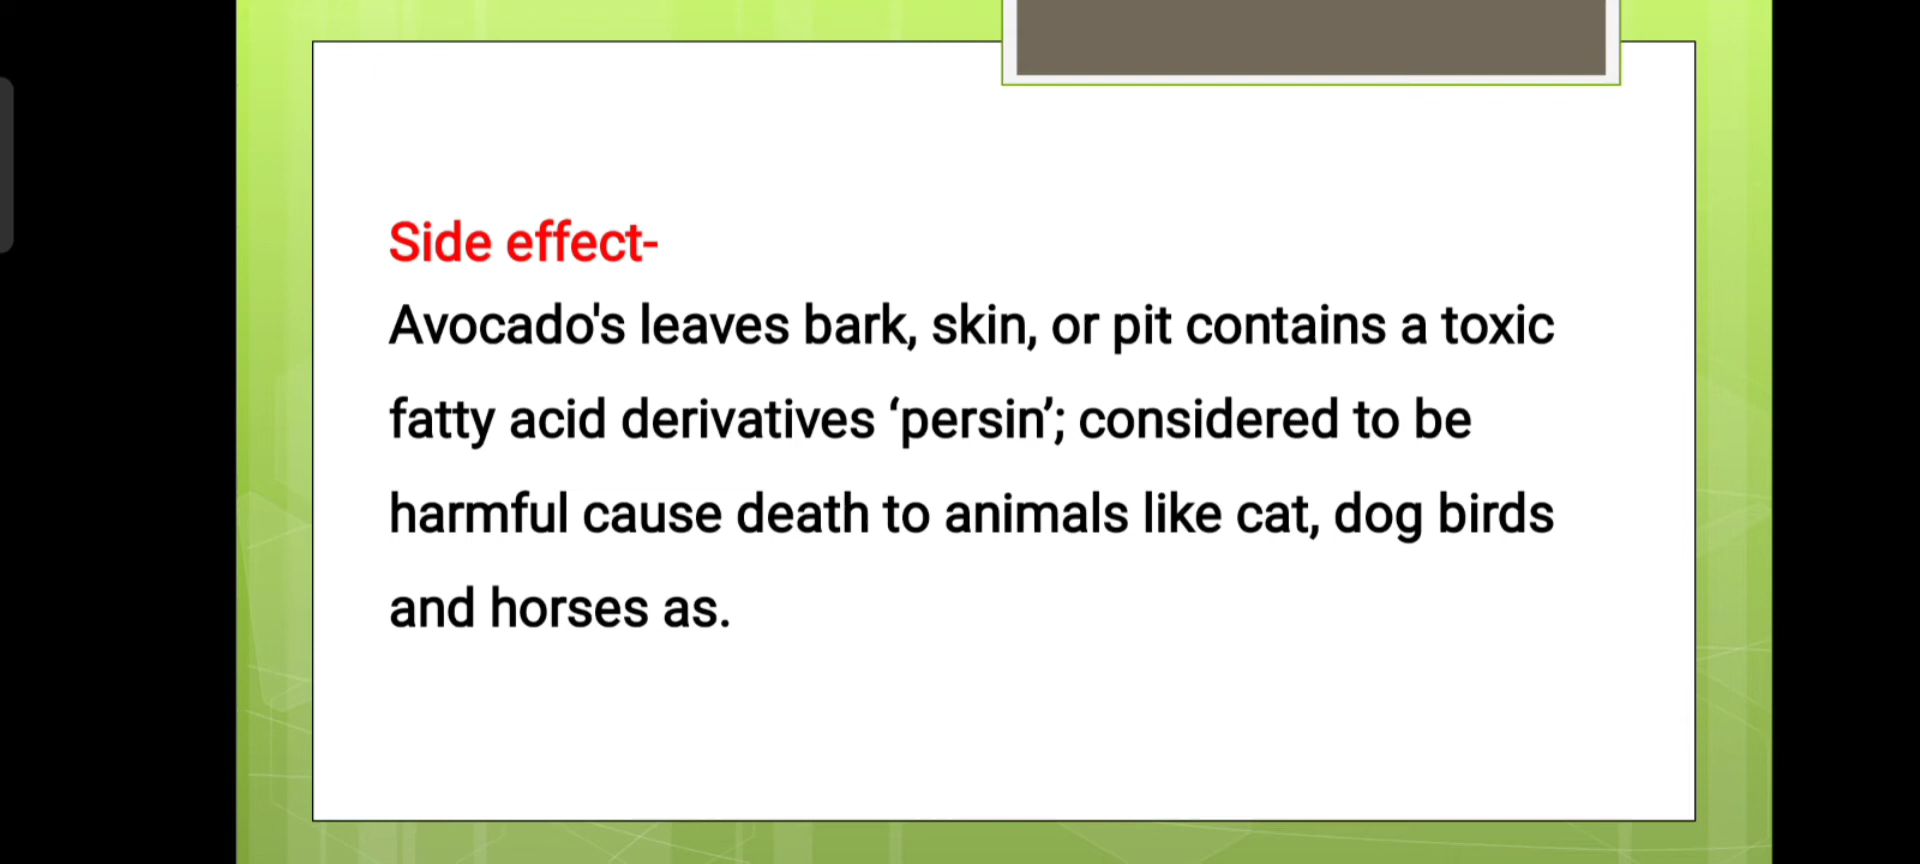 Side effect-
Avocado's leaves bark, skin, or pit contains a toxic
fatty acid derivatives ‘persin’; considered to be
harmful cause death to animals like cat, dog birds
and horses as.